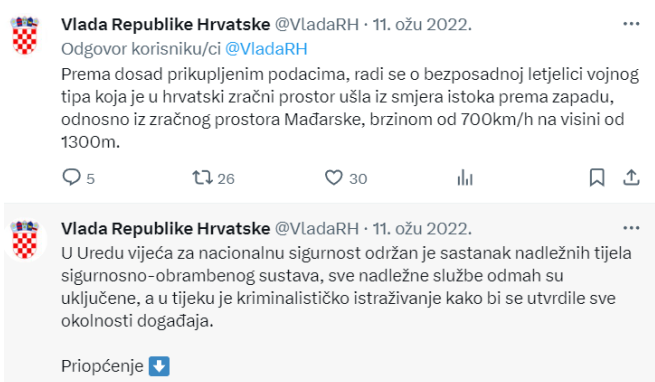 Vlada Republike Hrvatske @VladaRH · 11. ožu 2022.
Odgovor korisniku/ci @VladaRH
Prema dosad prikupljenim podacima, radi se o bezposadnoj letjelici vojnog
tipa koja je u hrvatski zračni prostor ušla iz smjera istoka prema zapadu,
odnosno iz zračnog prostora Mađarske, brzinom od 700km/h na visini od
1300m.
5 26 30
Vlada Republike Hrvatske @VladaRH · 11. ožu 2022.
U Uredu vijeća za nacionalnu sigurnost održan je sastanak nadležnih tijela
sigurnosno-obrambenog sustava, sve nadležne službe odmah su
uključene, a u tijeku je kriminalističko istraživanje kako bi se utvrdile sve
okolnosti događaja.
Priopćenje ⬇️